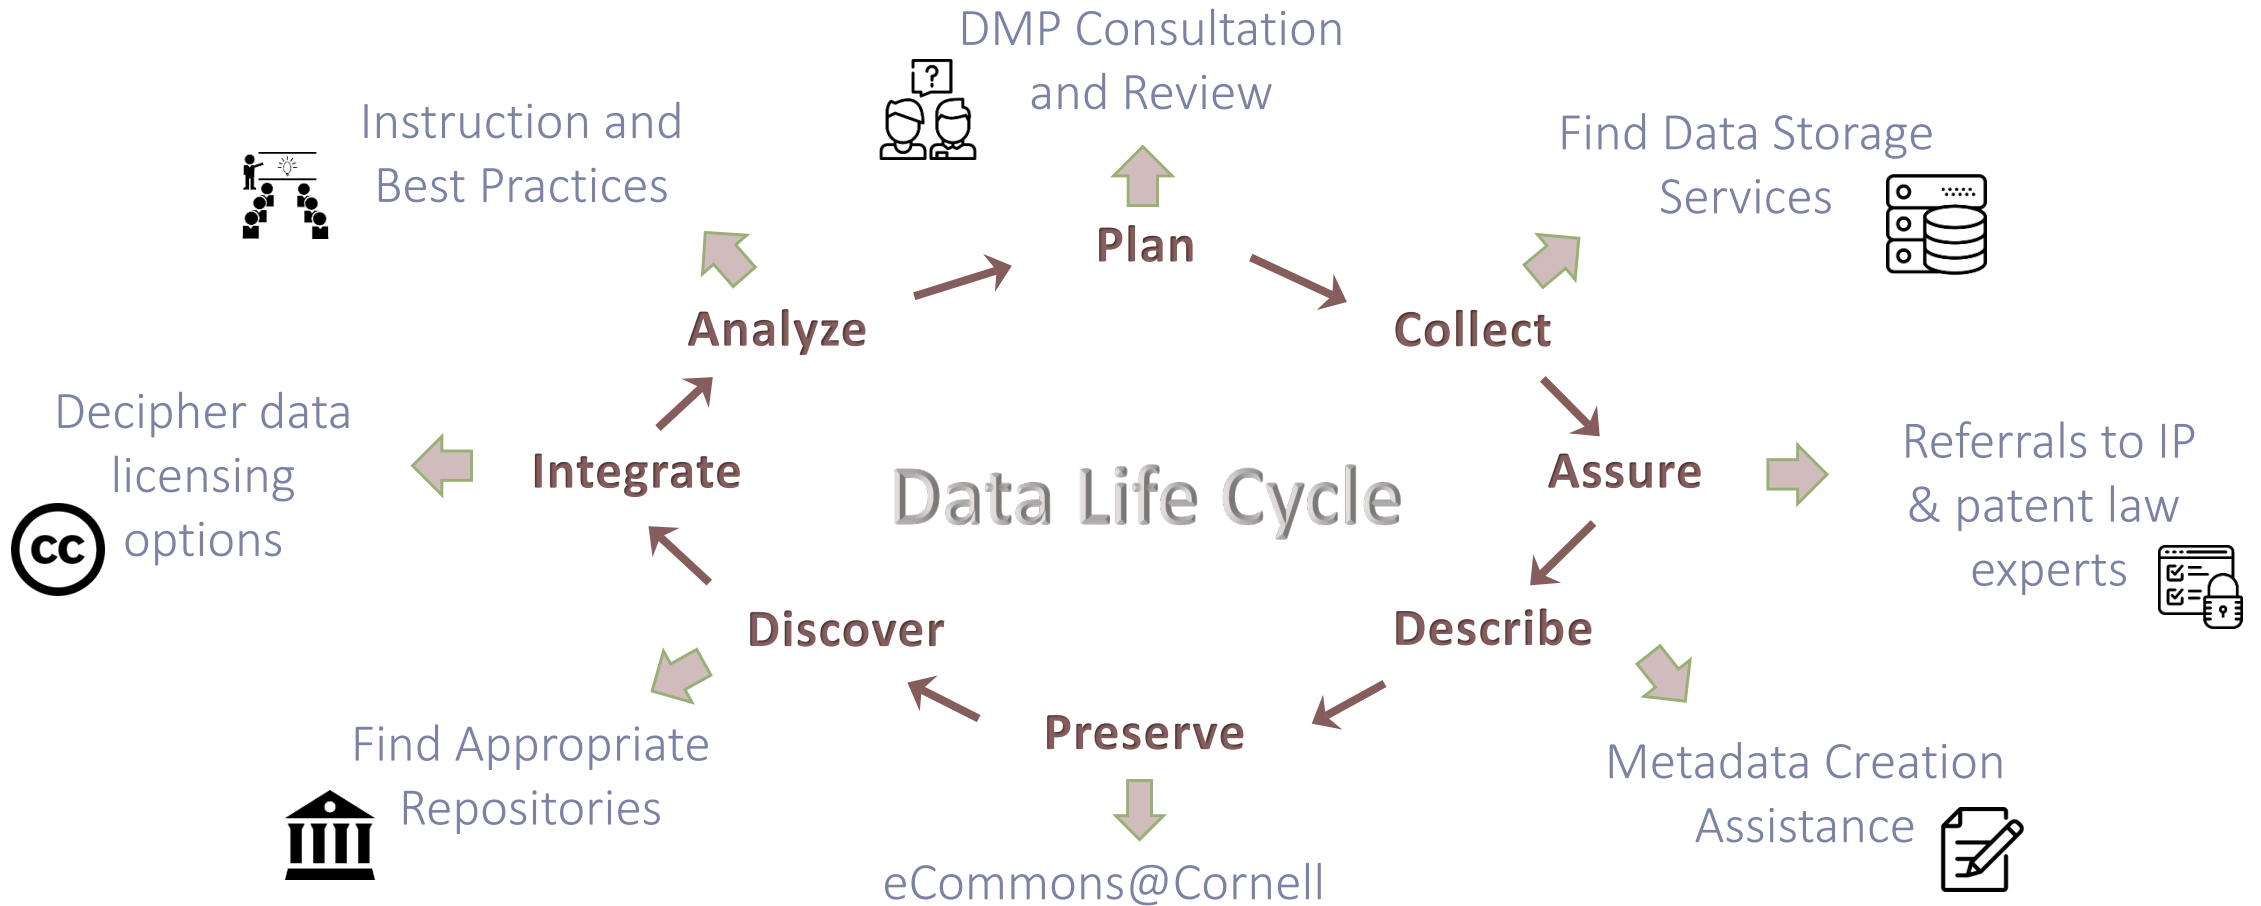 DMP Consultation
and Review
Instruction and
Best Practices
Find Data Storage
Services
Plan
Analyze
Collect
Decipher data
licensing
options
cc
Integrate
Data Life Cycle
Assure
Referrals to IP
& patent law
experts
Discover
Describe
Preserve
Find Appropriate
Repositories
Metadata Creation
Assistance
eCommons@Cornell
?